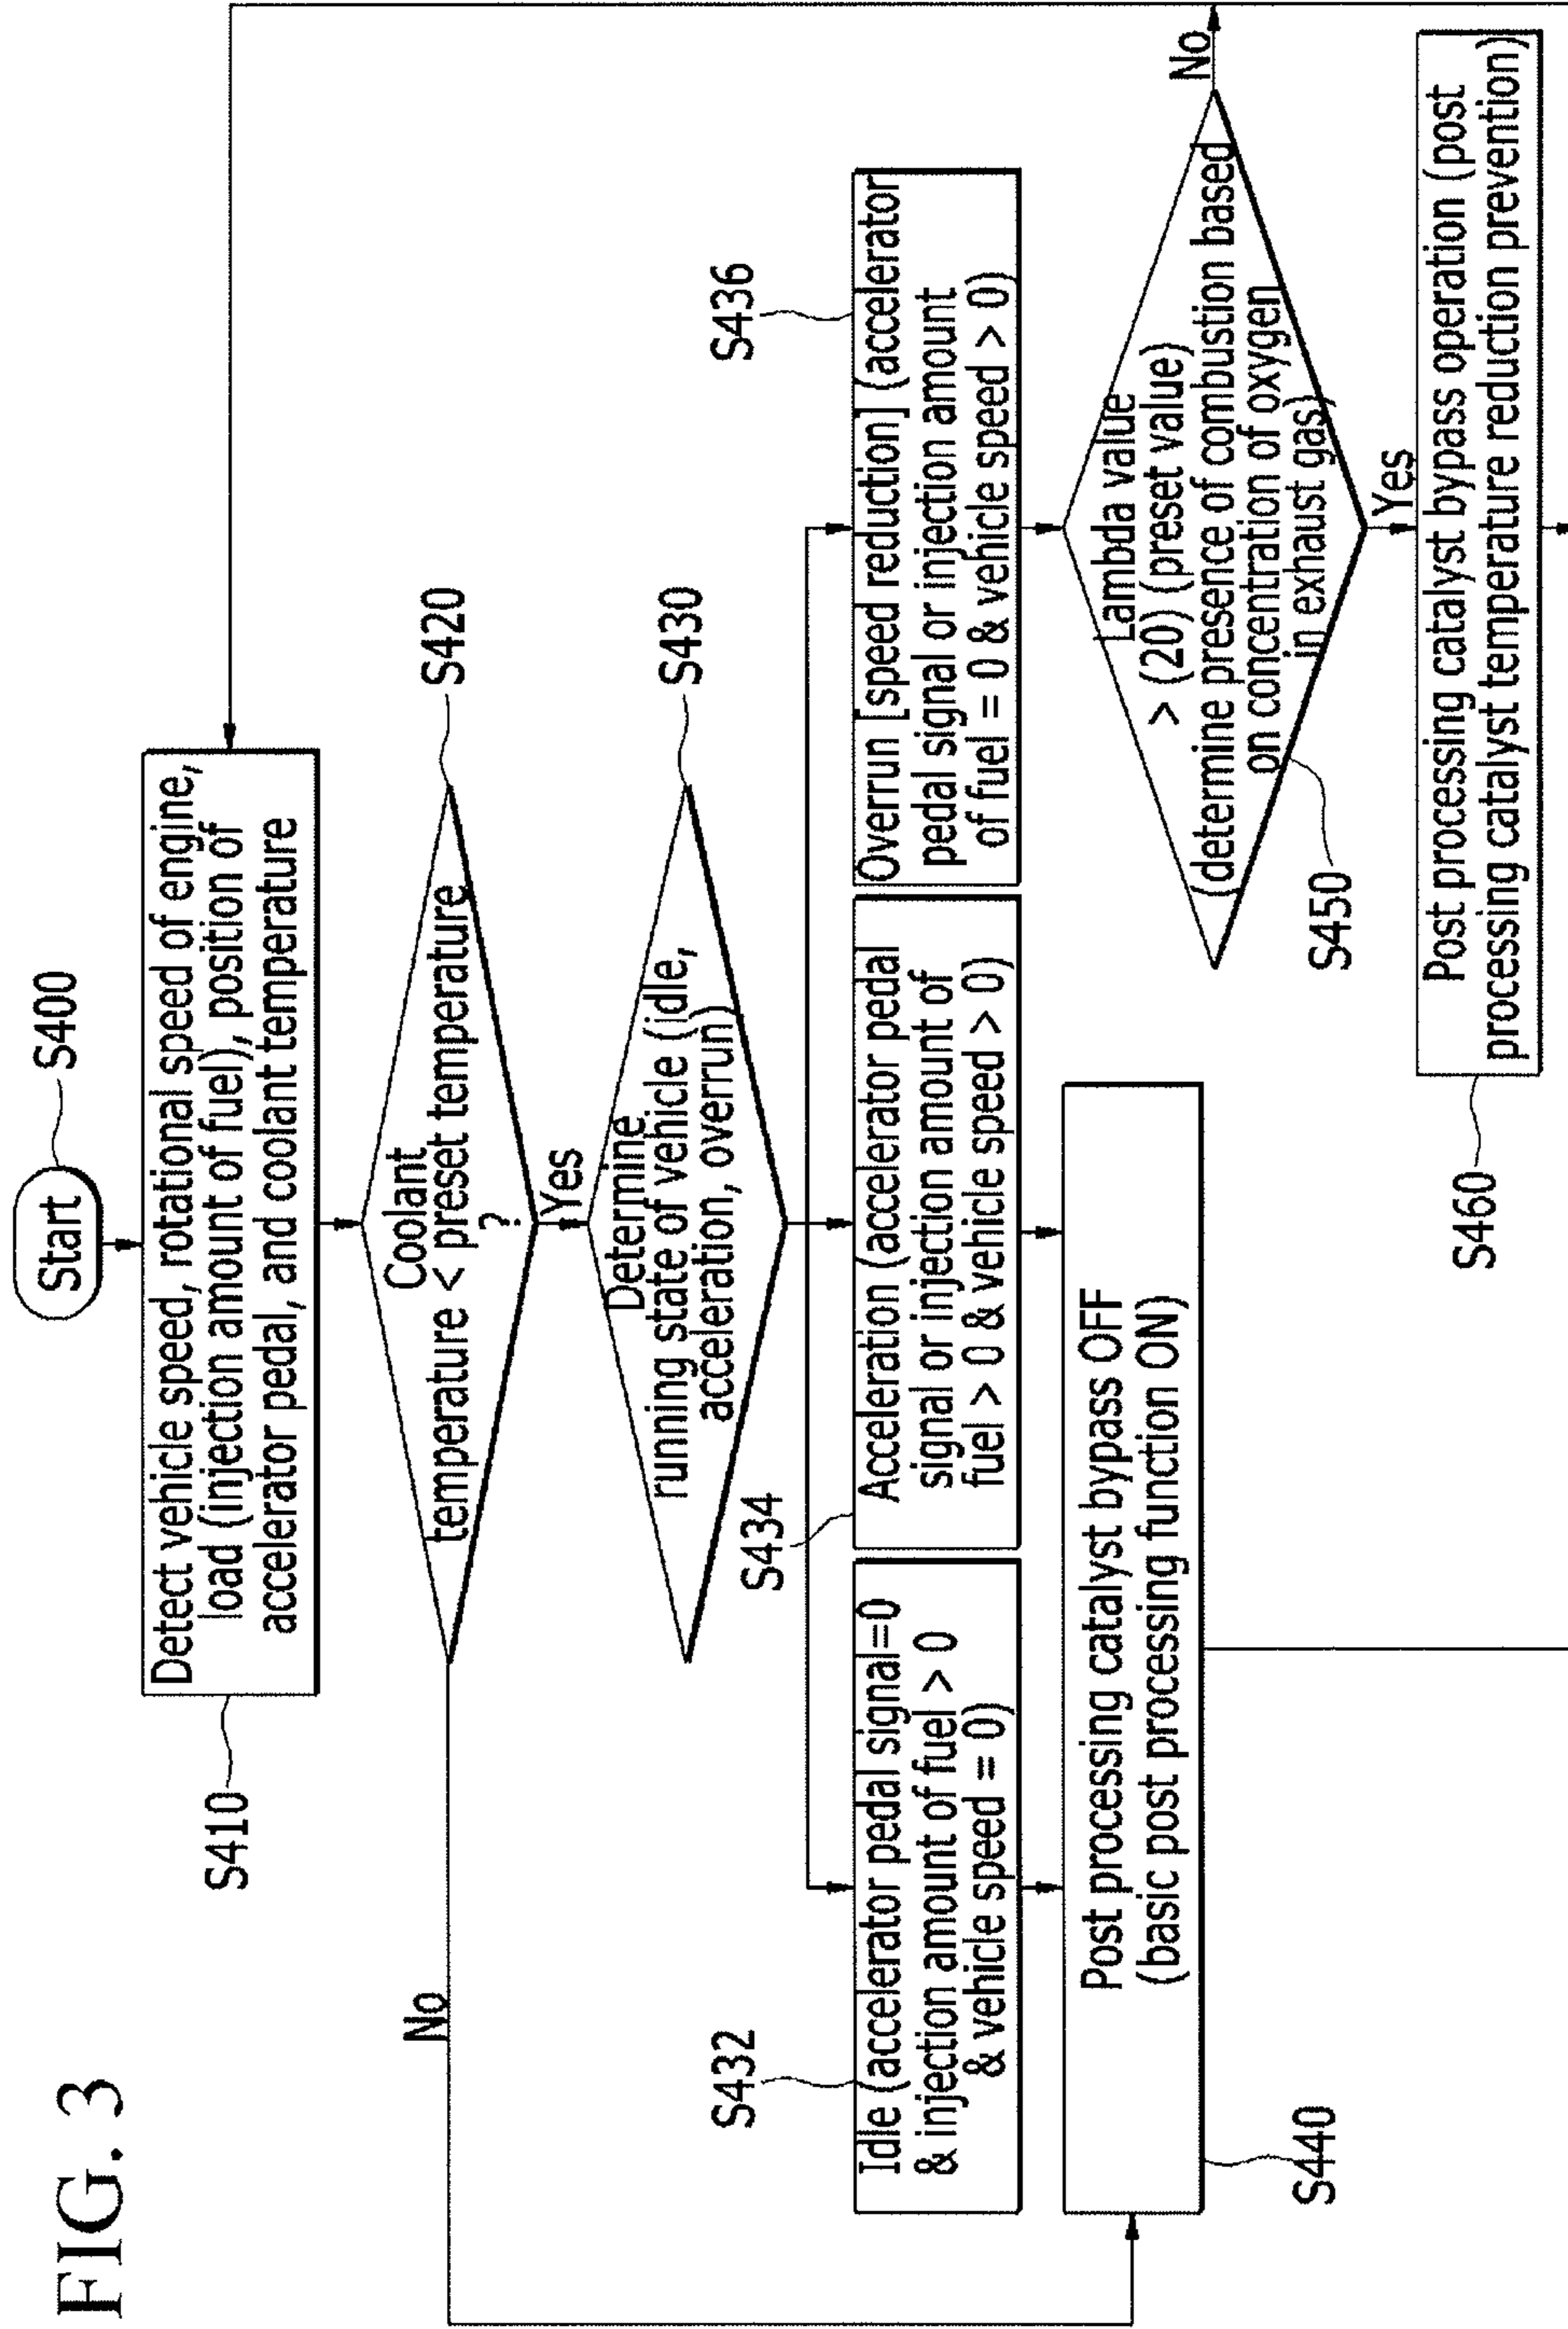 FIG. 3
Start
S400
Detect vehicle speed, rotational speed of engine,
load (injection amount of fuel), position of
accelerator pedal, and coolant temperature
S410
Coolant
temperature < preset temperature
?
S420
No
Yes
Determine
running state of vehicle (idle,
acceleration, overrun)
S430
S432
Idle (accelerator pedal signal=0
& injection amount of fuel > 0
& vehicle speed = 0)
S434
Acceleration (accelerator pedal
signal or injection amount of
fuel > 0 & vehicle speed > 0)
S436
Overrun [speed reduction] (accelerator
pedal signal or injection amount
of fuel = 0 & vehicle speed > 0)
Post processing catalyst bypass OFF
(basic post processing function ON)
S440
Lambda value
> (20) (preset value)
(determine presence of combustion based
on concentration of oxygen
in exhaust gas)
No
S450
Yes
Post processing catalyst bypass operation (post
processing catalyst temperature reduction prevention)
S460